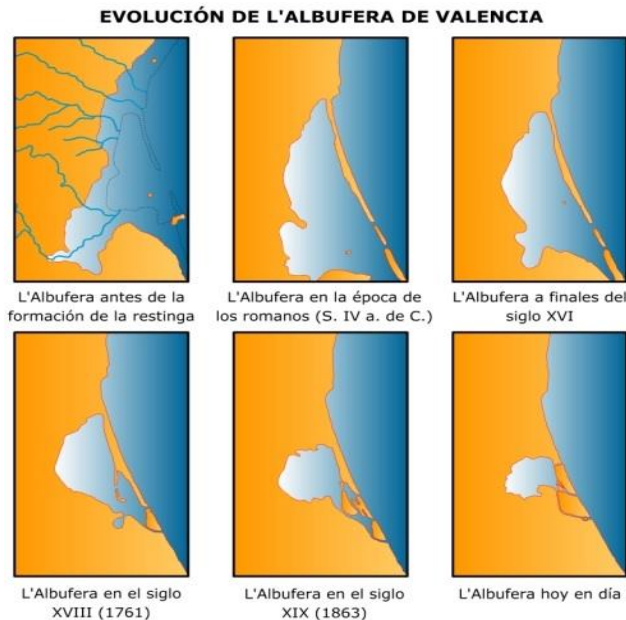 EVOLUCIÓN DE L'ALBUFERA DE VALENCIA
L'Albufera antes de la
formación de la restinga
L'Albufera en la época de
los romanos (S. IV a. de C.)
L'Albufera a finales del
siglo XVI
L'Albufera en el siglo
XVIII (1761)
L'Albufera en el siglo
XIX (1863)
L'Albufera hoy en día